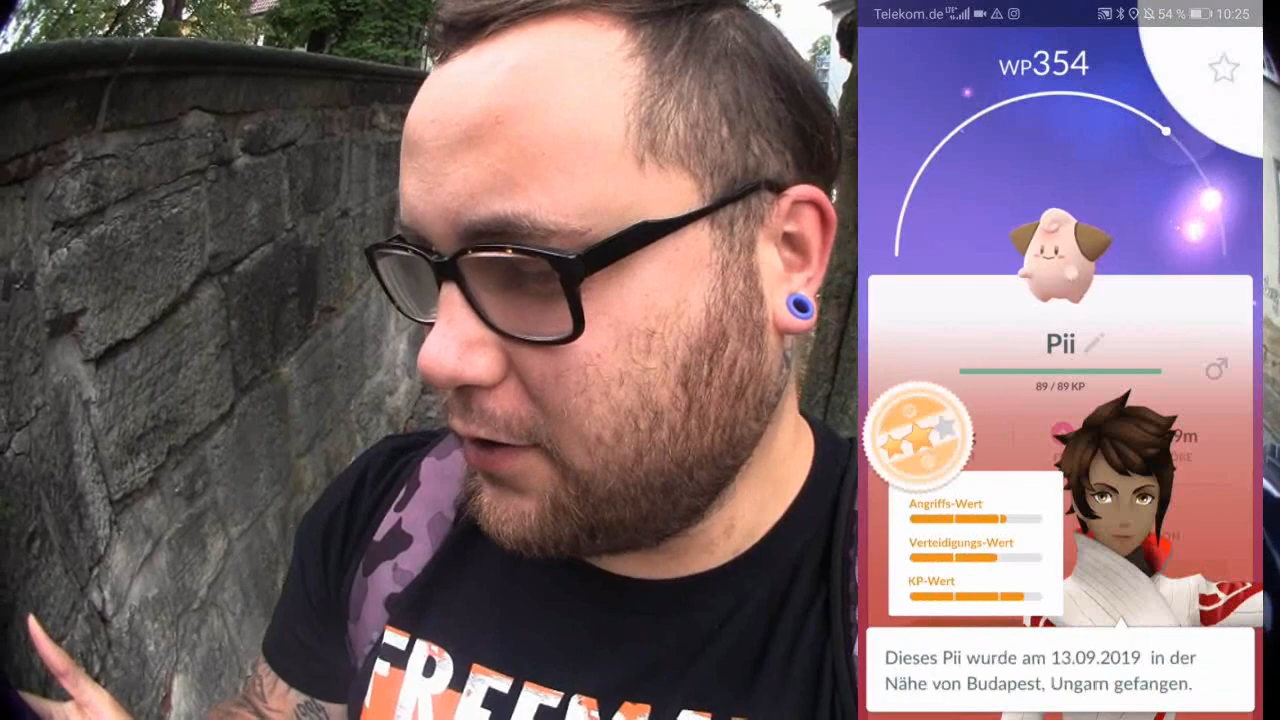 Telekom.de
54 %
10:25
WP354
Pii
89 / 89 KP
9m
Angriffs-Wert
Verteidigungs-Wert
KP-Wert
Dieses Pii wurde am 13.09.2019 in der
Nähe von Budapest, Ungarn gefangen.